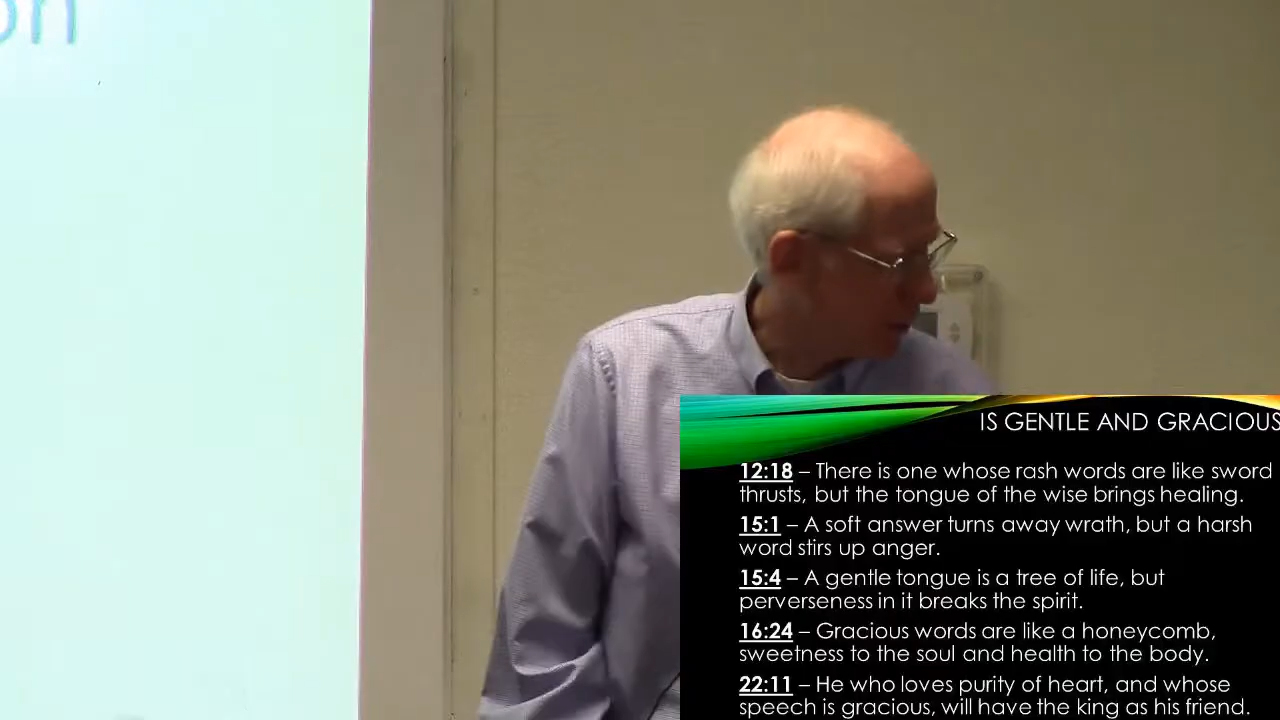 on
IS GENTLE AND GRACIOUS
12:18 – There is one whose rash words are like sword
thrusts, but the tongue of the wise brings healing.
15:1 – A soft answer turns away wrath, but a harsh
word stirs up anger.
15:4 – A gentle tongue is a tree of life, but
perverseness in it breaks the spirit.
16:24 – Gracious words are like a honeycomb,
sweetness to the soul and health to the body.
22:11 – He who loves purity of heart, and whose
speech is gracious, will have the king as his friend.